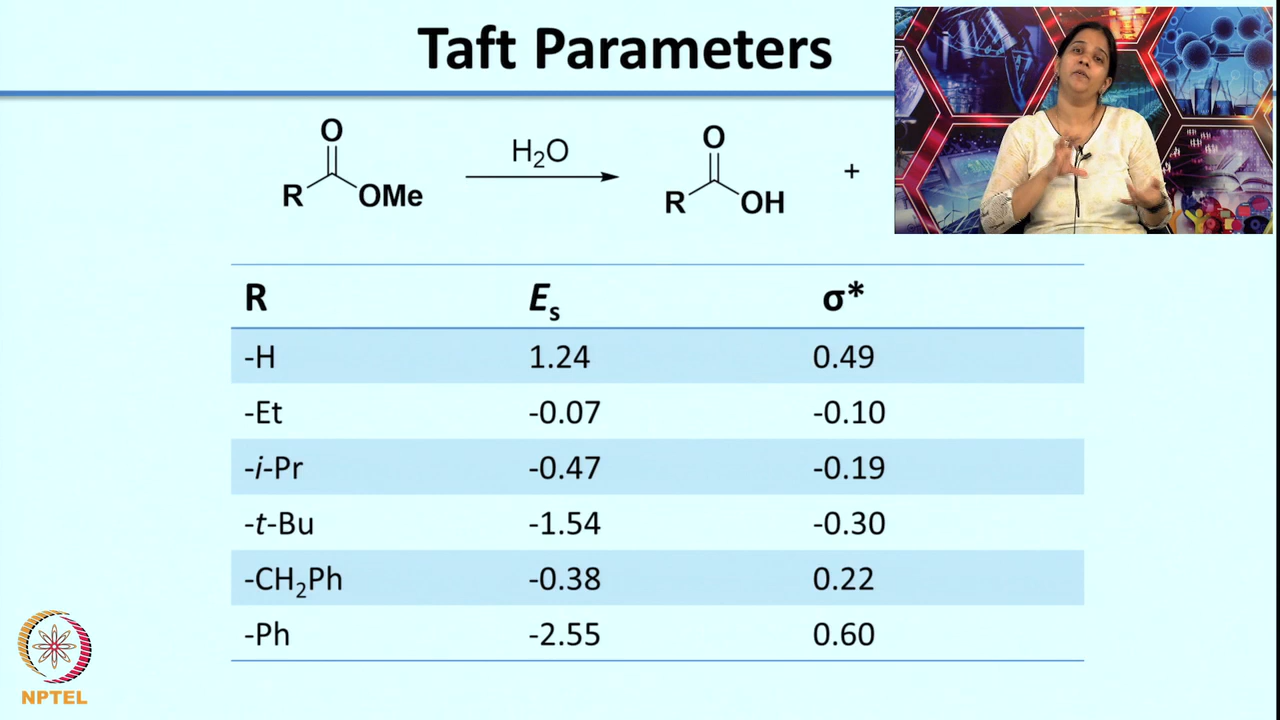 Taft Parameters
O
R OMe
H₂O
O
R OH
+
R Eₛ σ*
-H 1.24 0.49
-Et -0.07 -0.10
-i-Pr -0.47 -0.19
-t-Bu -1.54 -0.30
-CH₂Ph -0.38 0.22
-Ph -2.55 0.60
NPTEL